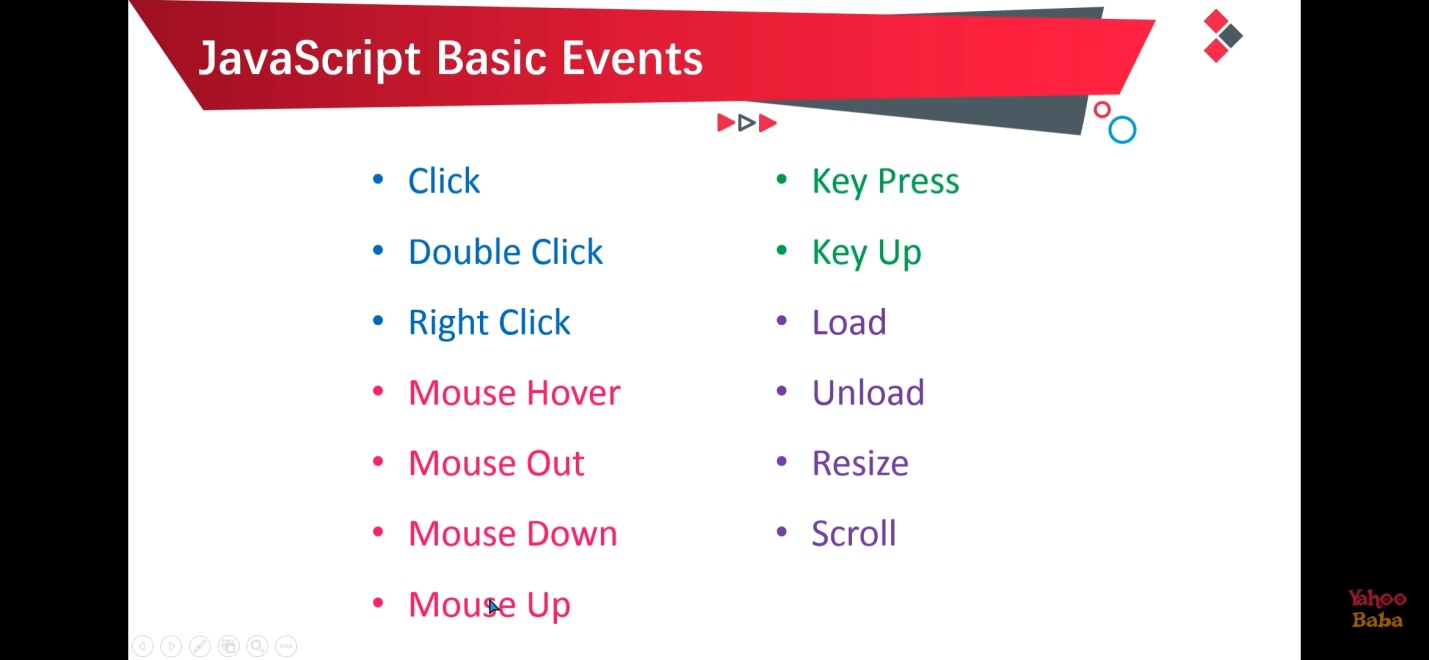 JavaScript Basic Events
Click
Double Click
Right Click
Mouse Hover
Mouse Out
Mouse Down
Mouse Up
Key Press
Key Up
Load
Unload
Resize
Scroll
Yahoo
Baba